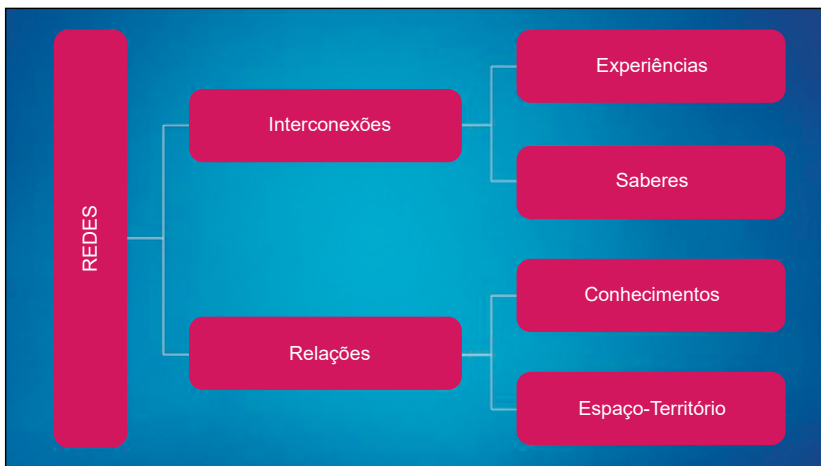 REDES
Interconexões
Experiências
Saberes
Relações
Conhecimentos
Espaço-Território